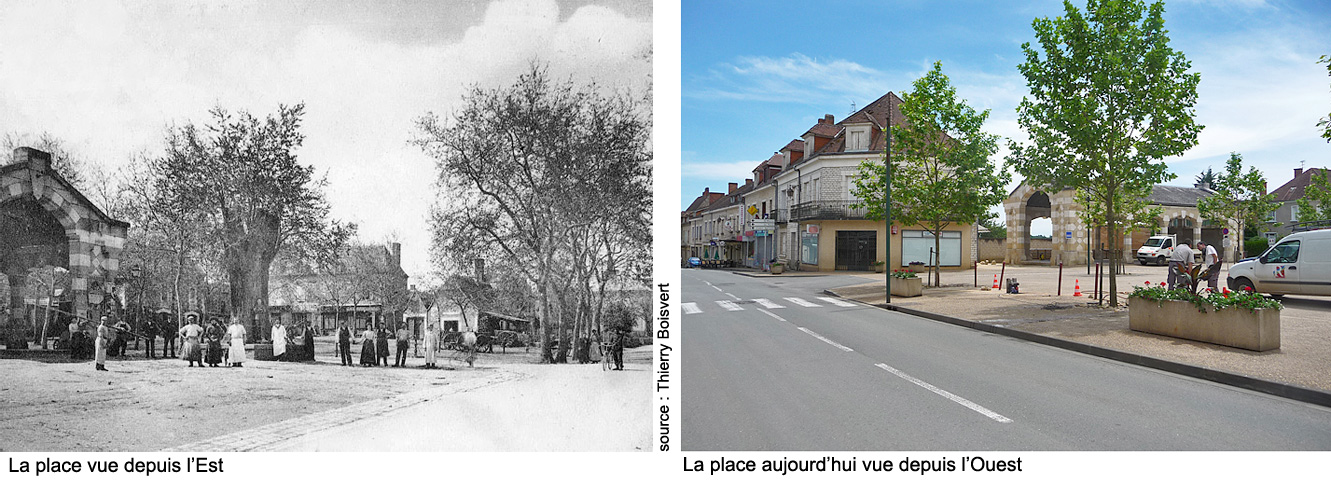 La place vue depuis l'Est
source : Thierry Boisvert
La place aujourd'hui vue depuis l'Ouest